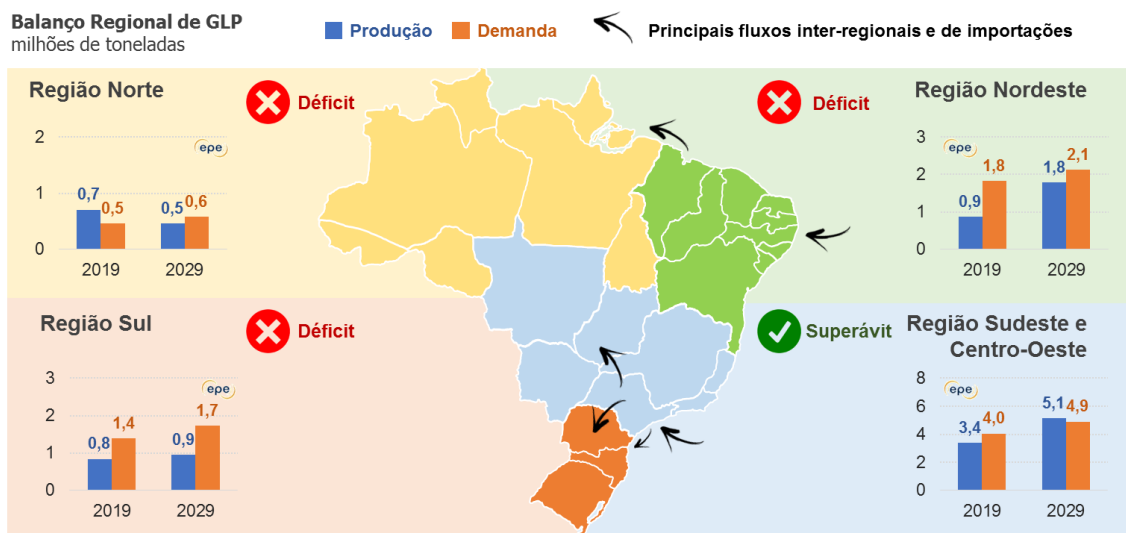 Balanço Regional de GLP
milhões de toneladas
Produção
Demanda
Principais fluxos inter-regionais e de importações
Região Norte
Déficit
2
1
0
0,7
0,5
0,5
0,6
2019
2029
epe
Déficit
Região Nordeste
3
2
1
0
0,9
1,8
1,8
2,1
2019
2029
epe
Região Sul
Déficit
3
2
1
0
0,8
1,4
0,9
1,7
2019
2029
epe
Superávit
Região Sudeste e
Centro-Oeste
8
6
4
2
0
3,4
4,0
5,1
4,9
2019
2029
epe